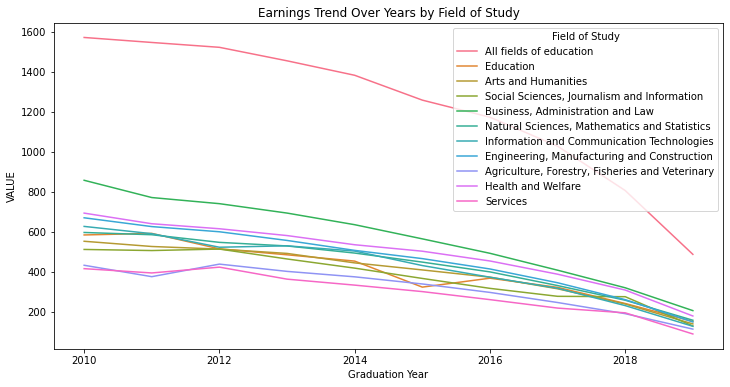 Earnings Trend Over Years by Field of Study
1600
1400
1200
1000
800
600
400
200
VALUE
2010
2012
2014
2016
2018
Graduation Year
Field of Study
All fields of education
Education
Arts and Humanities
Social Sciences, Journalism and Information
Business, Administration and Law
Natural Sciences, Mathematics and Statistics
Information and Communication Technologies
Engineering, Manufacturing and Construction
Agriculture, Forestry, Fisheries and Veterinary
Health and Welfare
Services